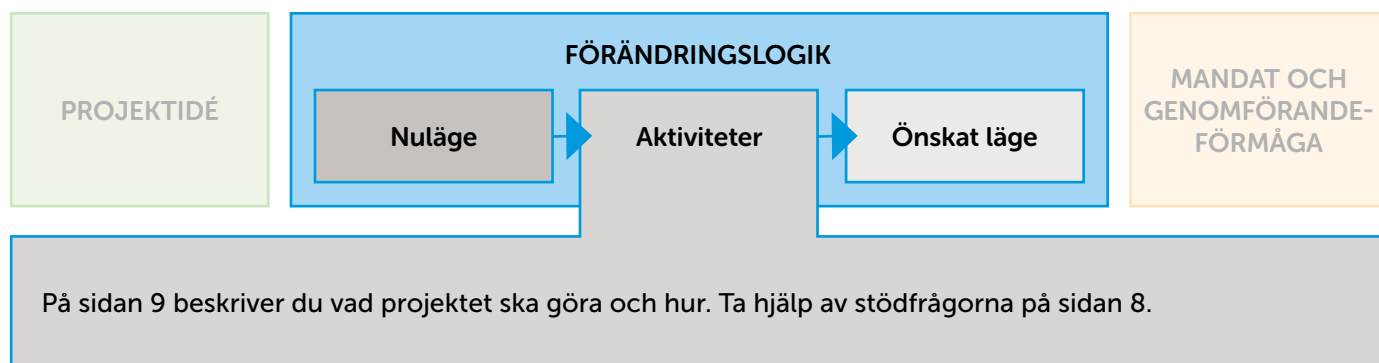 PROJEKTIDÉ
FÖRÄNDRINGSLOGIK
Nuläge
Aktiviteter
Önskat läge
MANDAT OCH
GENOMFÖRANDE-
FÖRMÅGA
På sidan 9 beskriver du vad projektet ska göra och hur. Ta hjälp av stödfrågorna på sidan 8.